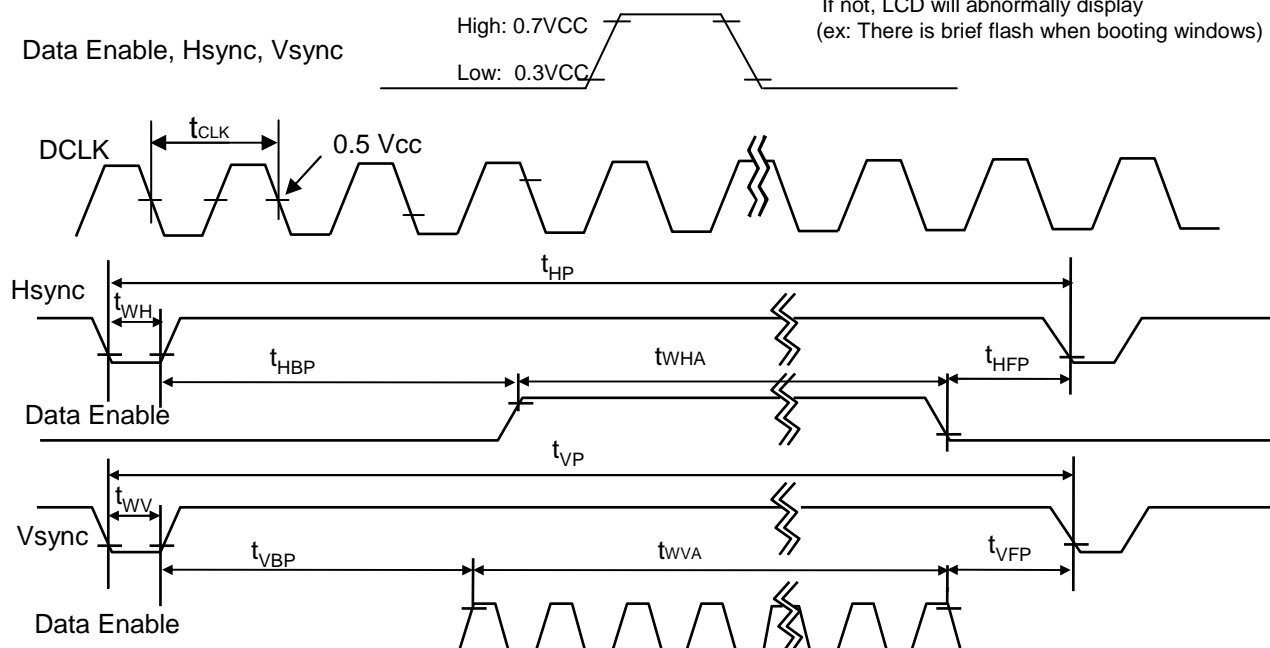 If not, LCD will abnormally display
(ex: There is brief flash when booting windows)
High: 0.7VCC
Data Enable, Hsync, Vsync
Low: 0.3VCC
tCLK
DCLK
0.5 Vcc
tHP
Hsync
tWH
tHBP
tWHA
tHFP
Data Enable
tVP
tWV
Vsync
tVBP
tWVA
tVFP
Data Enable